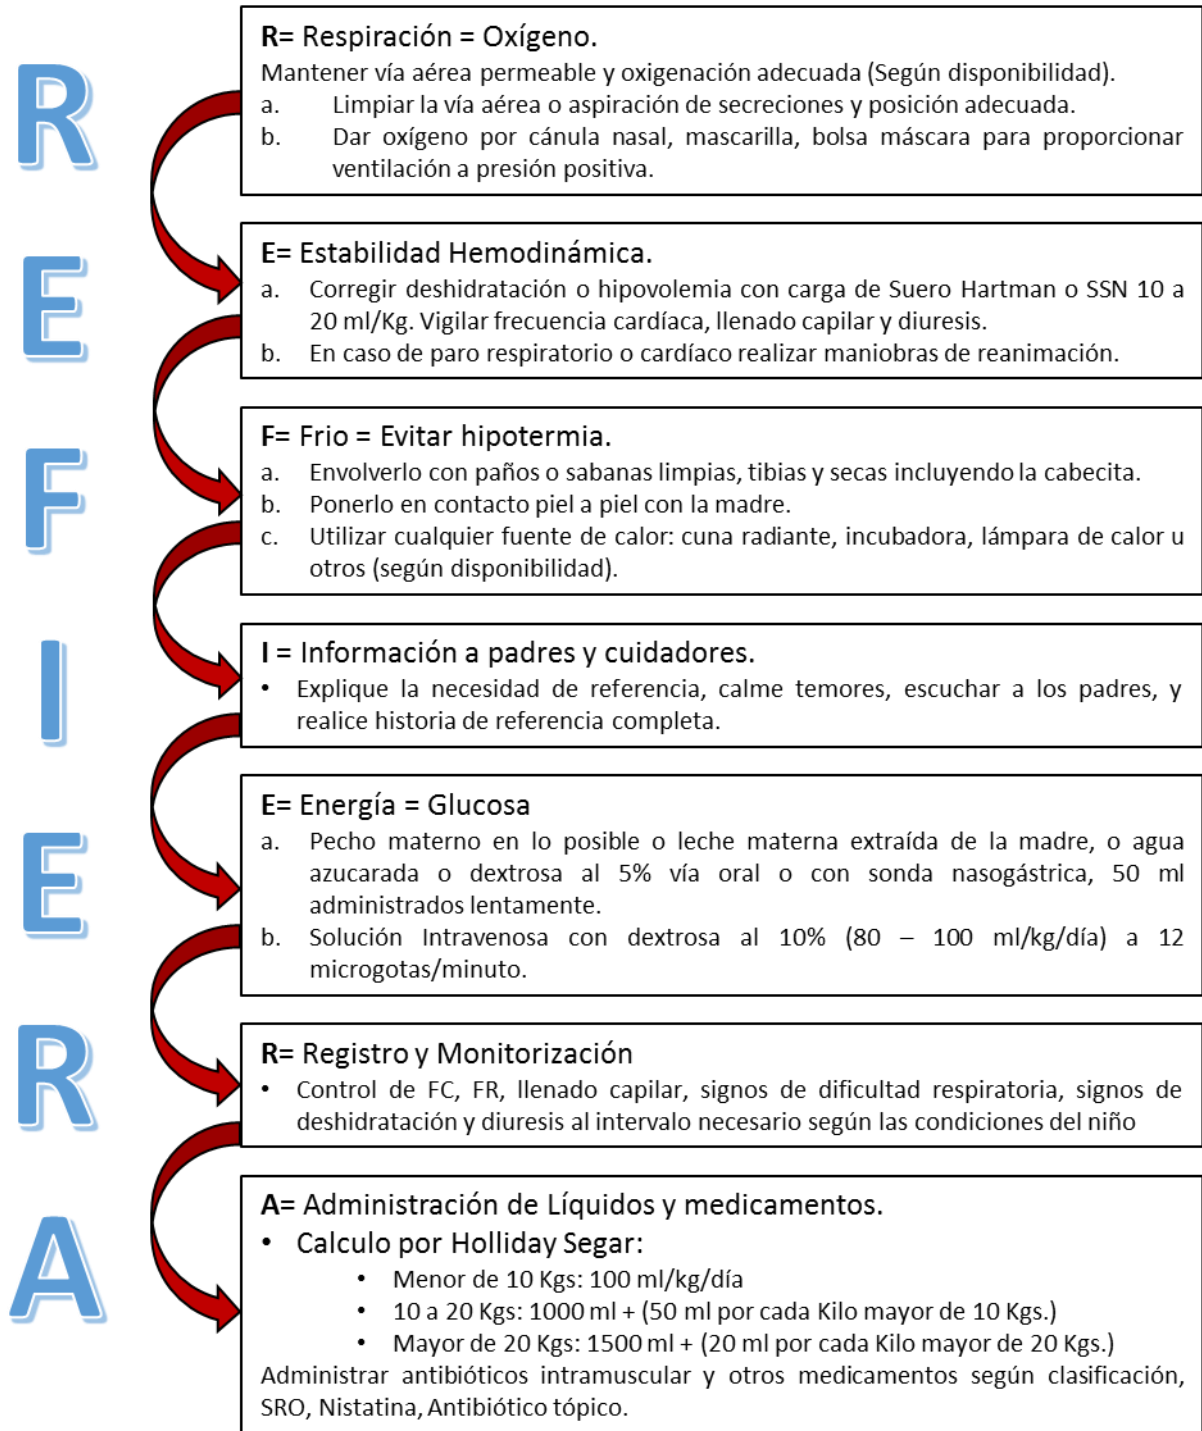 R
E
F
I
E
R
A
R= Respiración = Oxígeno.
Mantener vía aérea permeable y oxigenación adecuada (Según disponibilidad).
a. Limpiar la vía aérea o aspiración de secreciones y posición adecuada.
b. Dar oxígeno por cánula nasal, mascarilla, bolsa máscara para proporcionar
ventilación a presión positiva.
E= Estabilidad Hemodinámica.
a. Corregir deshidratación o hipovolemia con carga de Suero Hartman o SSN 10 a
20 ml/Kg. Vigilar frecuencia cardíaca, llenado capilar y diuresis.
b. En caso de paro respiratorio o cardíaco realizar maniobras de reanimación.
F= Frio = Evitar hipotermia.
a. Envolverlo con paños o sabanas limpias, tibias y secas incluyendo la cabecita.
b. Ponerlo en contacto piel a piel con la madre.
c. Utilizar cualquier fuente de calor: cuna radiante, incubadora, lámpara de calor u
otros (según disponibilidad).
I = Información a padres y cuidadores.
• Explique la necesidad de referencia, calme temores, escuchar a los padres, y
realice historia de referencia completa.
E= Energía = Glucosa
a. Pecho materno en lo posible o leche materna extraída de la madre, o agua
azucarada o dextrosa al 5% vía oral o con sonda nasogástrica, 50 ml
administrados lentamente.
b. Solución Intravenosa con dextrosa al 10% (80 – 100 ml/kg/día) a 12
microgotas/minuto.
R= Registro y Monitorización
• Control de FC, FR, llenado capilar, signos de dificultad respiratoria, signos de
deshidratación y diuresis al intervalo necesario según las condiciones del niño
A= Administración de Líquidos y medicamentos.
• Calculo por Holliday Segar:
• Menor de 10 Kgs: 100 ml/kg/día
• 10 a 20 Kgs: 1000 ml + (50 ml por cada Kilo mayor de 10 Kgs.)
• Mayor de 20 Kgs: 1500 ml + (20 ml por cada Kilo mayor de 20 Kgs.)
Administrar antibióticos intramuscular y otros medicamentos según clasificación,
SRO, Nistatina, Antibiótico tópico.